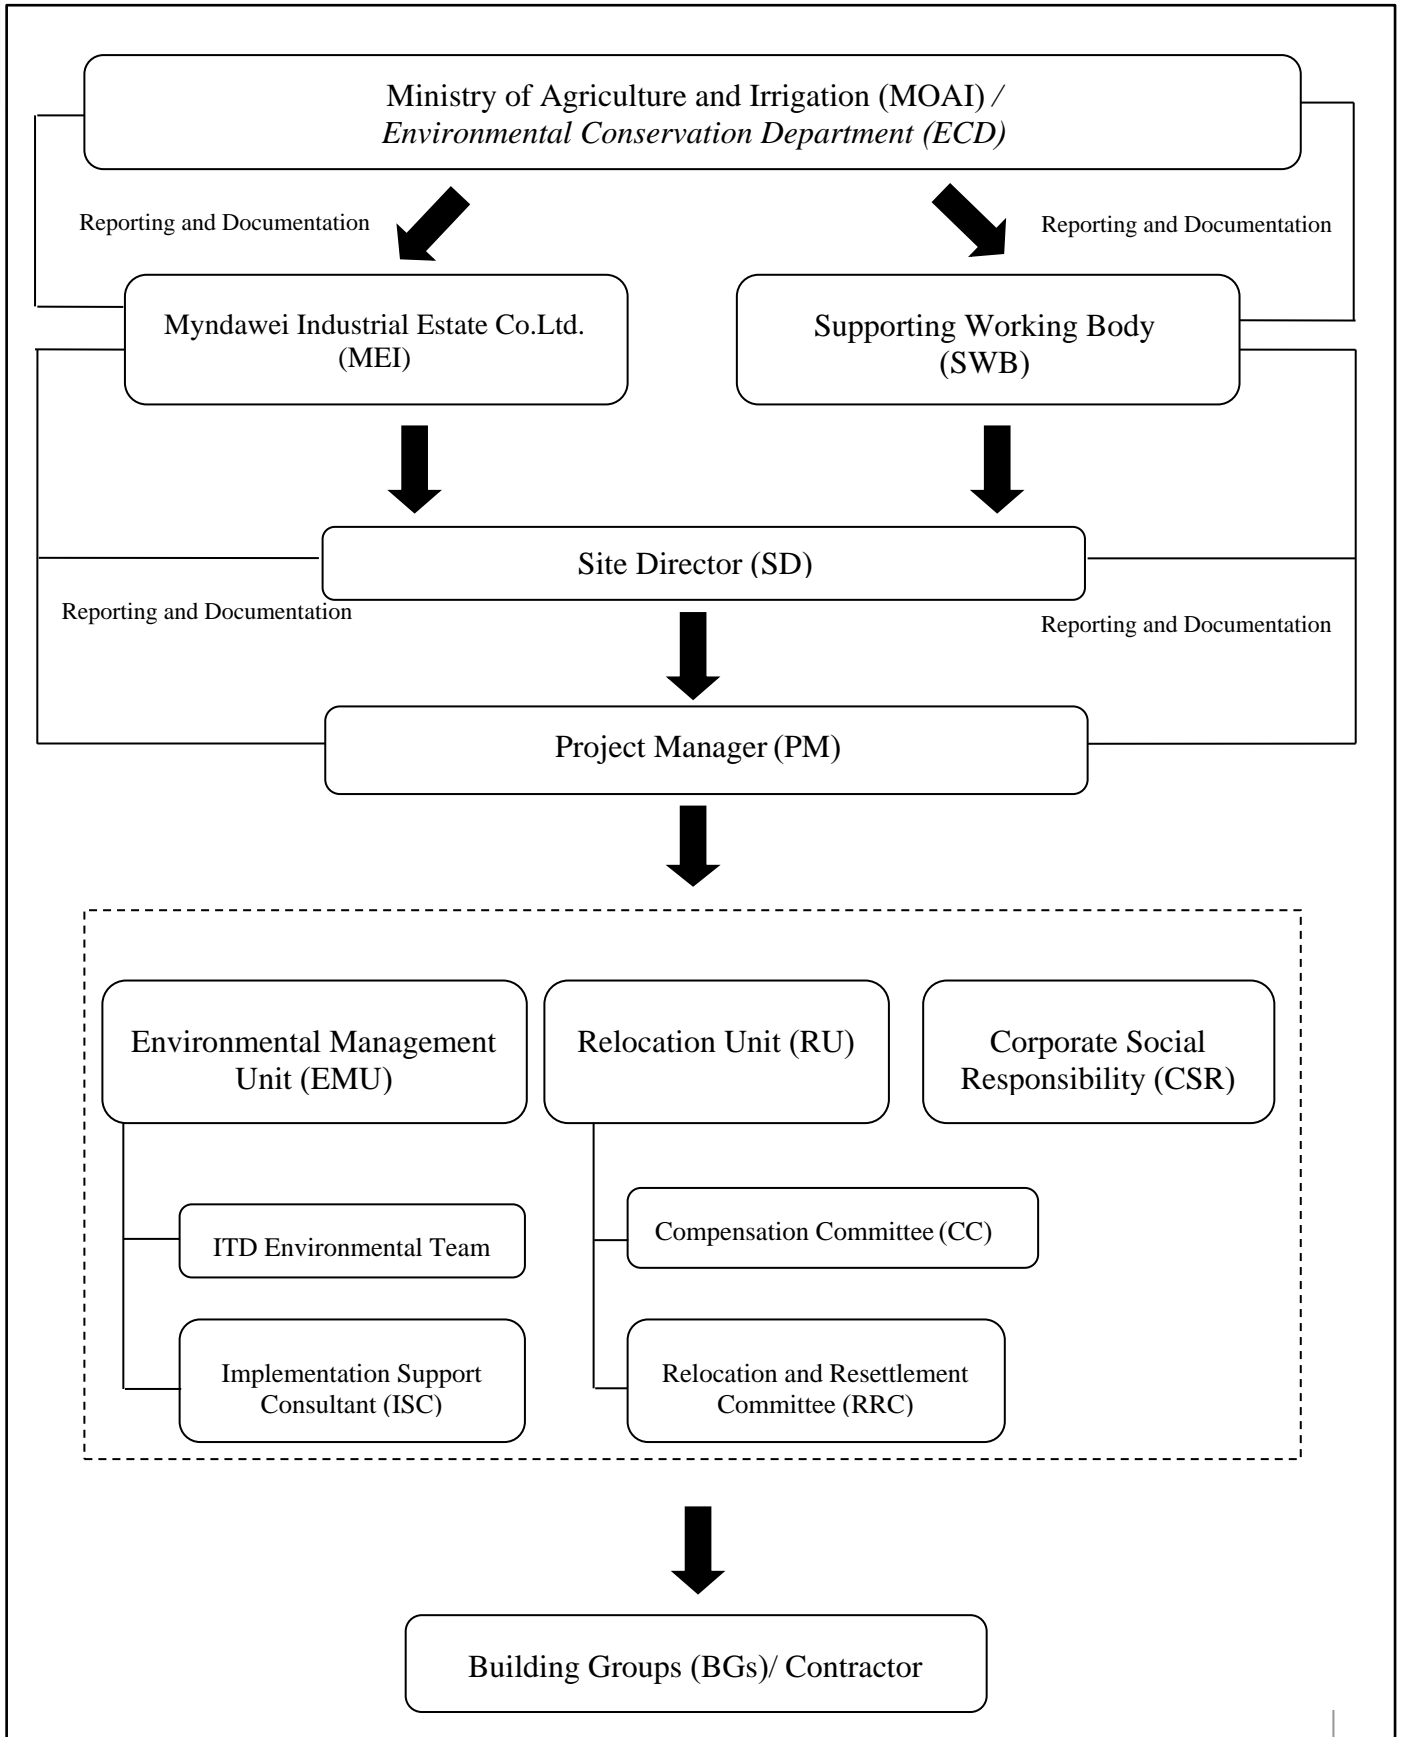 Ministry of Agriculture and Irrigation (MOAI) /
Environmental Conservation Department (ECD)
Reporting and Documentation
Reporting and Documentation
Myndawei Industrial Estate Co.Ltd.
(MEI)
Supporting Working Body
(SWB)
Site Director (SD)
Reporting and Documentation
Reporting and Documentation
Project Manager (PM)
Environmental Management
Unit (EMU)
Relocation Unit (RU)
Corporate Social
Responsibility (CSR)
ITD Environmental Team
Compensation Committee (CC)
Implementation Support
Consultant (ISC)
Relocation and Resettlement
Committee (RRC)
Building Groups (BGs)/ Contractor